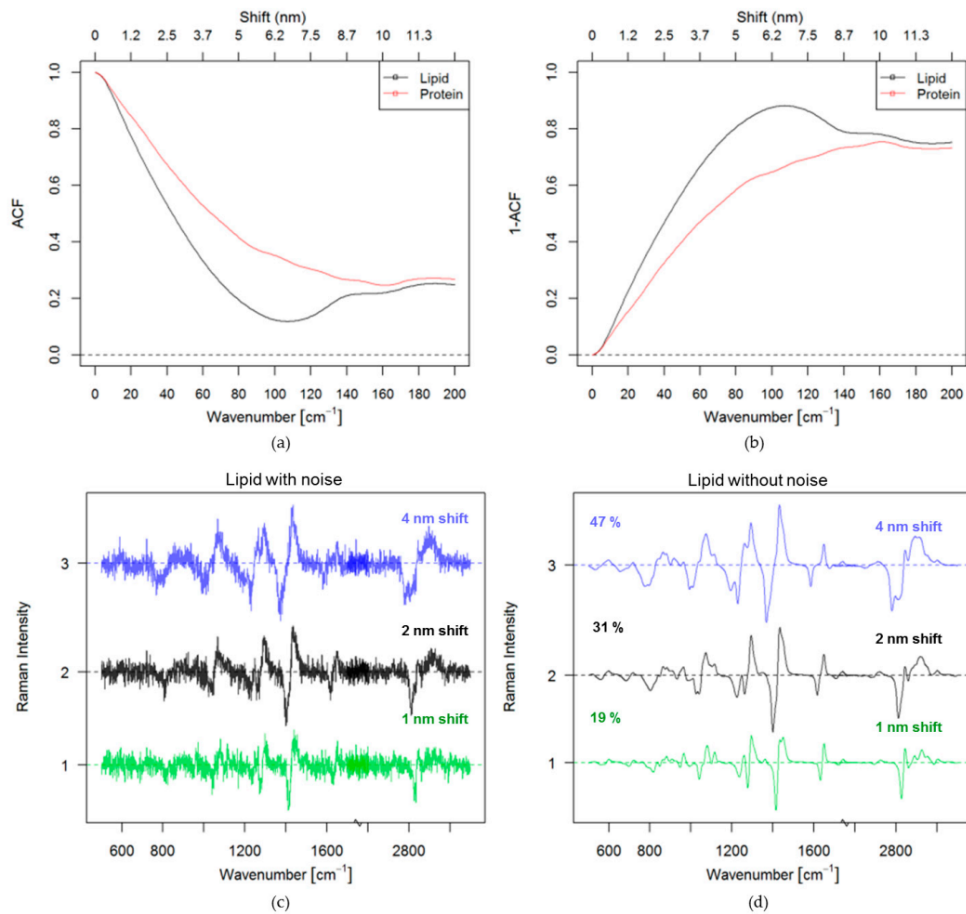 Shift (nm)
0 1.2 2.5 3.7 5 6.2 7.5 8.7 10 11.3
1.0
0.8
0.6
0.4
0.2
0.0
ACF
Lipid
Protein
0 20 40 60 80 100 120 140 160 180 200
Wavenumber [cm⁻¹]
(a)
Shift (nm)
0 1.2 2.5 3.7 5 6.2 7.5 8.7 10 11.3
1.0
0.8
0.6
0.4
0.2
0.0
1-ACF
Lipid
Protein
0 20 40 60 80 100 120 140 160 180 200
Wavenumber [cm⁻¹]
(b)
Lipid with noise
4 nm shift
3
2 nm shift
2
1 nm shift
1
Raman Intensity
600 1200 1800 2800
Wavenumber [cm⁻¹]
(c)
Lipid without noise
47 %
4 nm shift
3
31 %
2 nm shift
2
19 %
1 nm shift
1
Raman Intensity
600 1000 1400 1800 2800
Wavenumber [cm⁻¹]
(d)